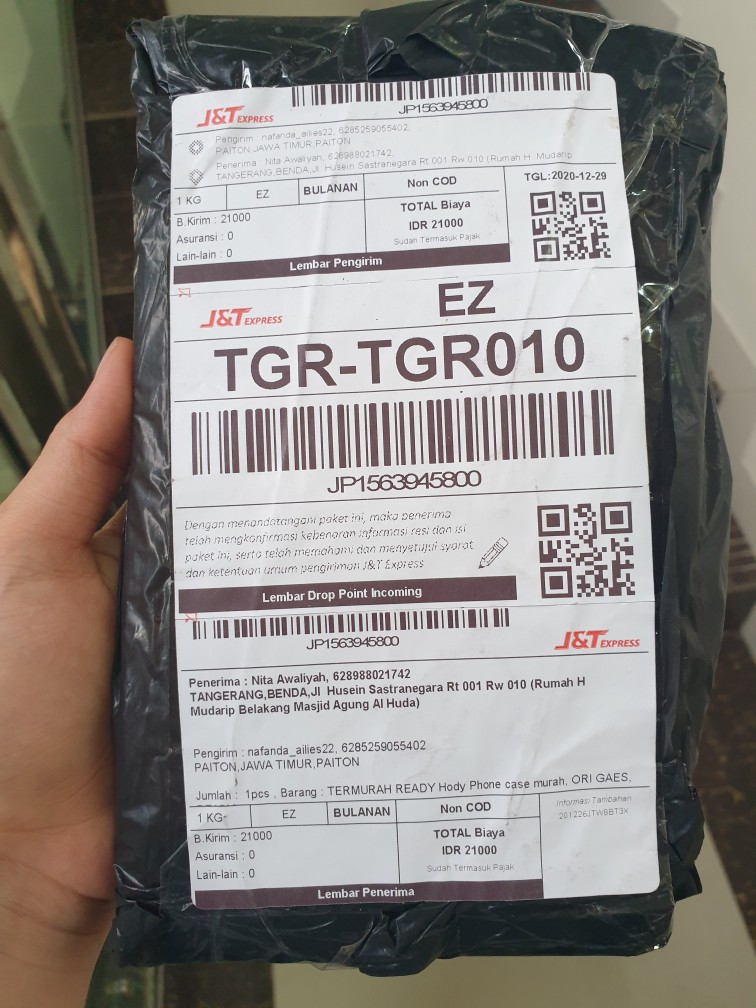 J&T EXPRESS
JP1563945800
Pengirim : nafanda_ailies22, 6285259055402,
PAITON,JAWA TIMUR,PAITON
Penerima : Nita Awaliyah, 628988021742,
TANGERANG,BENDA,Jl Husein Sastranegara Rt 001 Rw 010 (Rumah H Mudarip
1 KG EZ BULANAN Non COD TGL:2020-12-29
B.Kirim : 21000
Asuransi : 0
Lain-lain : 0
TOTAL Biaya
IDR 21000
Sudah Termasuk Pajak
Lembar Pengirim
J&T EXPRESS
EZ
TGR-TGR010
JP1563945800
Dengan menandatangani paket ini, maka penerima
telah mengkonfirmasi kebenaran informasi resi dan isi
paket ini, serta telah memahami dan menyetujui syarat
dan ketentuan umum pengiriman J&T Express
Lembar Drop Point Incoming
JP1563945800
J&T EXPRESS
Penerima : Nita Awaliyah, 628988021742
TANGERANG,BENDA,Jl Husein Sastranegara Rt 001 Rw 010 (Rumah H
Mudarip Belakang Masjid Agung Al Huda)
Pengirim : nafanda_ailies22, 6285259055402
PAITON,JAWA TIMUR,PAITON
Jumlah : 1pcs , Barang : TERMURAH READY Hody Phone case murah, ORI GAES,
1 KG EZ BULANAN Non COD
Informasi Tambahan
201226JTW8BT3X
B.Kirim : 21000
Asuransi : 0
Lain-lain : 0
TOTAL Biaya
IDR 21000
Sudah Termasuk Pajak
Lembar Penerima